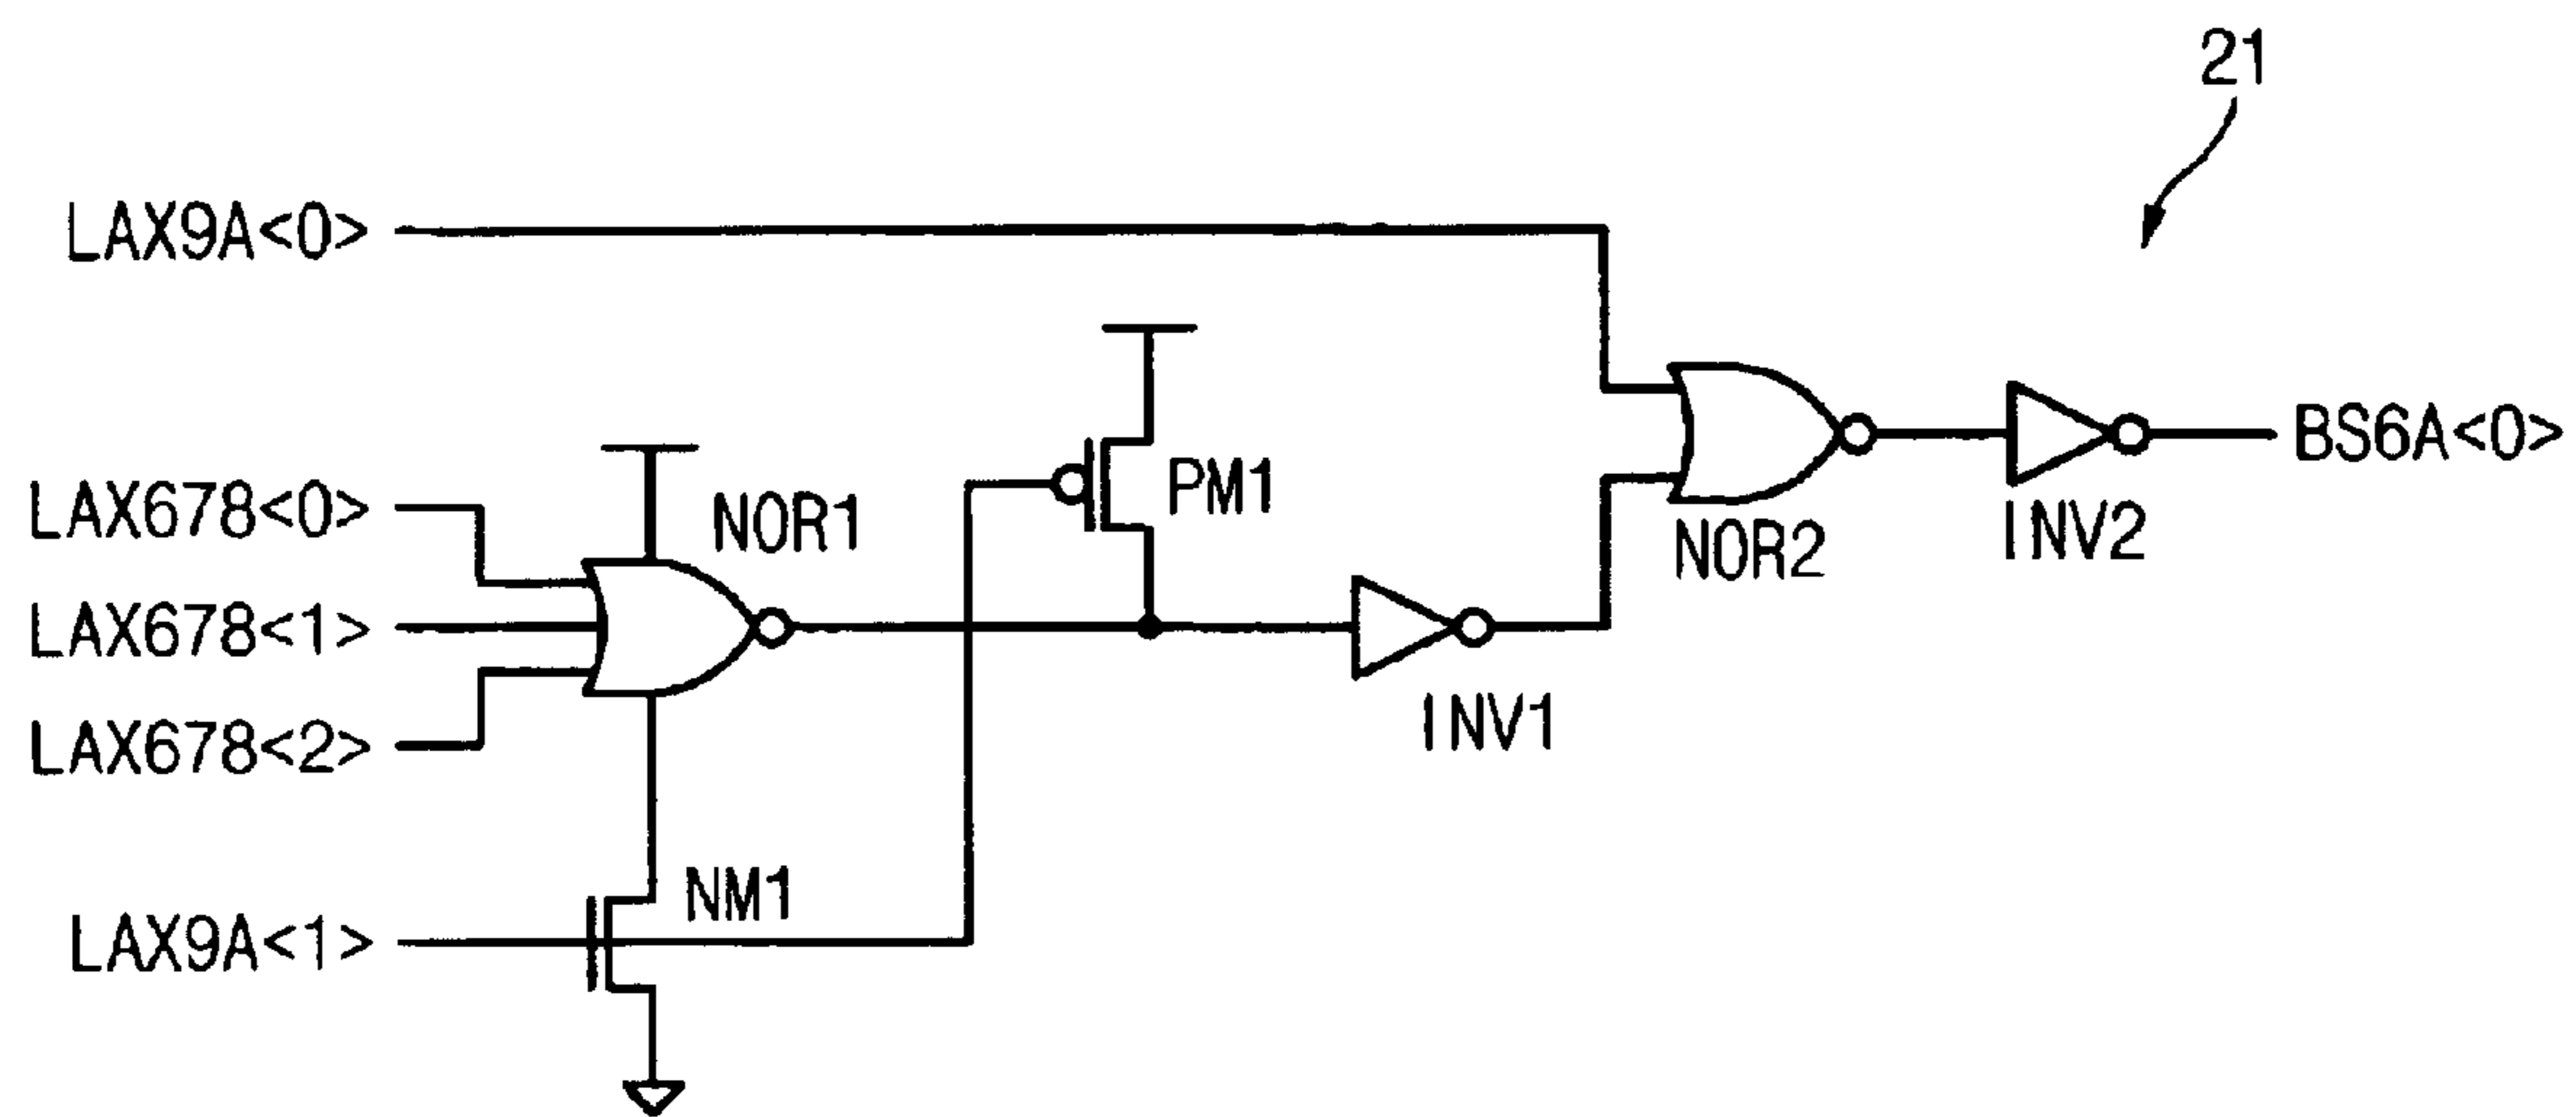 21
LAX9A<0>
LAX678<0>
NOR1
PM1
LAX678<1>
LAX678<2>
NOR2
INV2
BS6A<0>
INV1
NM1
LAX9A<1>